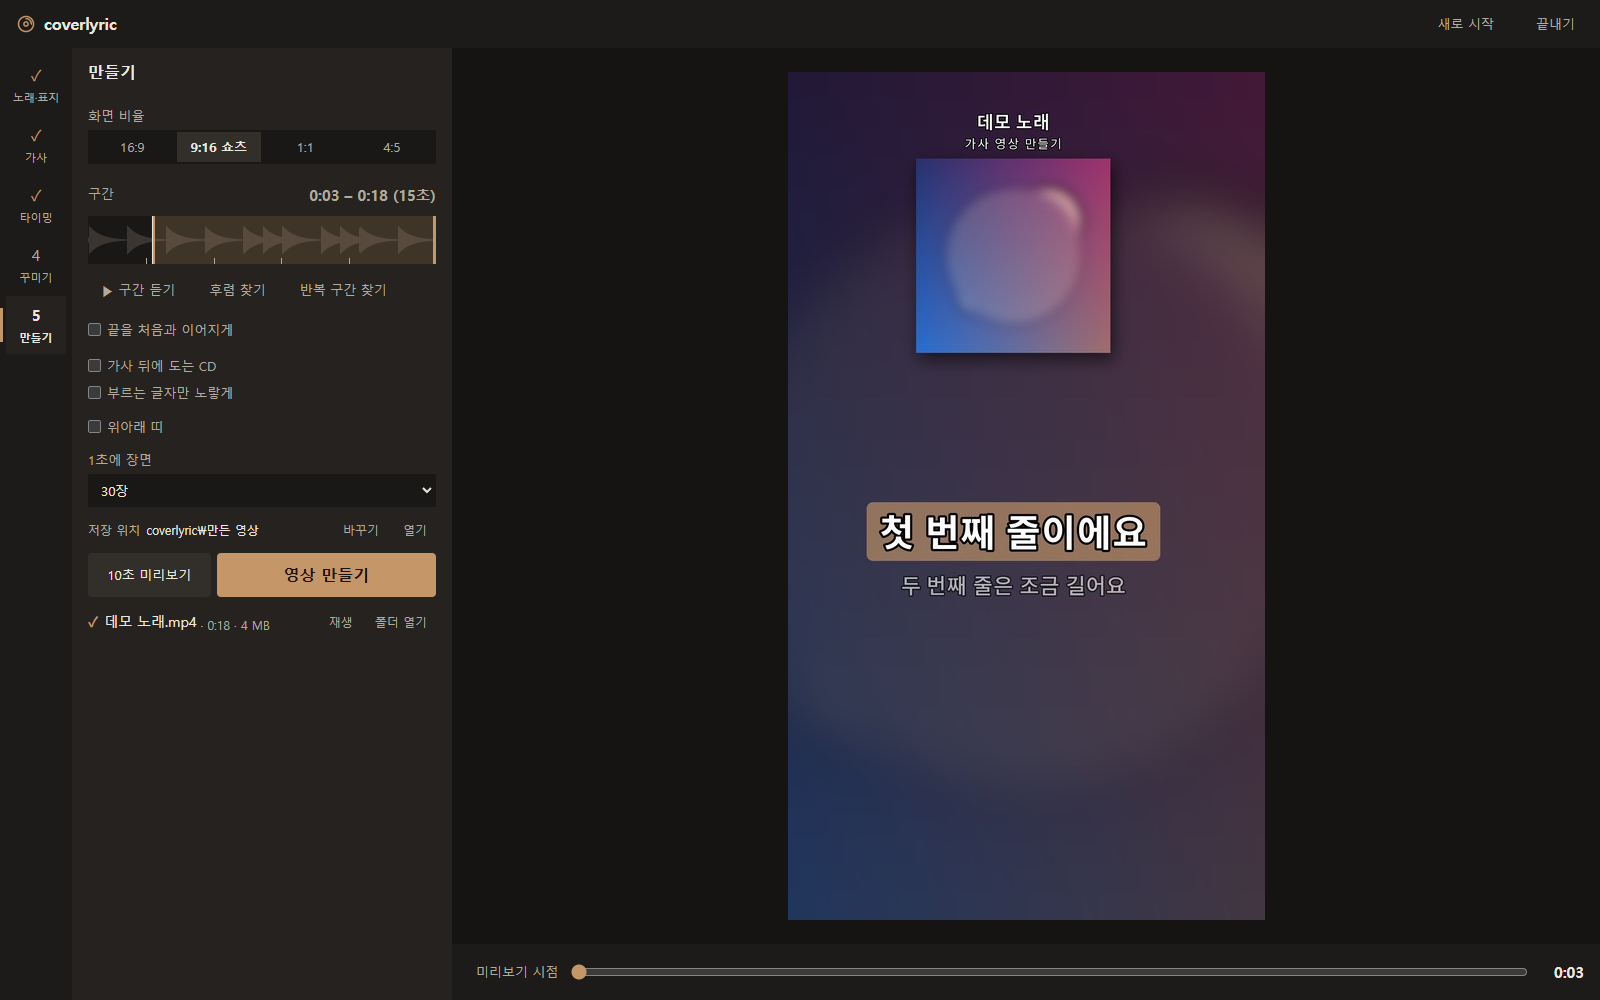 coverlyric
새로 시작
끝내기
✓
노래·표지
✓
가사
✓
타이밍
4
꾸미기
5
만들기
만들기
화면 비율
16:9
9:16 쇼츠
1:1
4:5
구간
0:03 – 0:18 (15초)
▶ 구간 듣기
후렴 찾기
반복 구간 찾기
끝을 처음과 이어지게
가사 뒤에 도는 CD
부르는 글자만 노랗게
위아래 띠
1초에 장면
30장
저장 위치 coverlyric₩만든 영상
바꾸기
열기
10초 미리보기
영상 만들기
✓ 데모 노래.mp4 · 0:18 · 4 MB
재생
폴더 열기
데모 노래
가사 영상 만들기
첫 번째 줄이에요
두 번째 줄은 조금 길어요
미리보기 시점
0:03